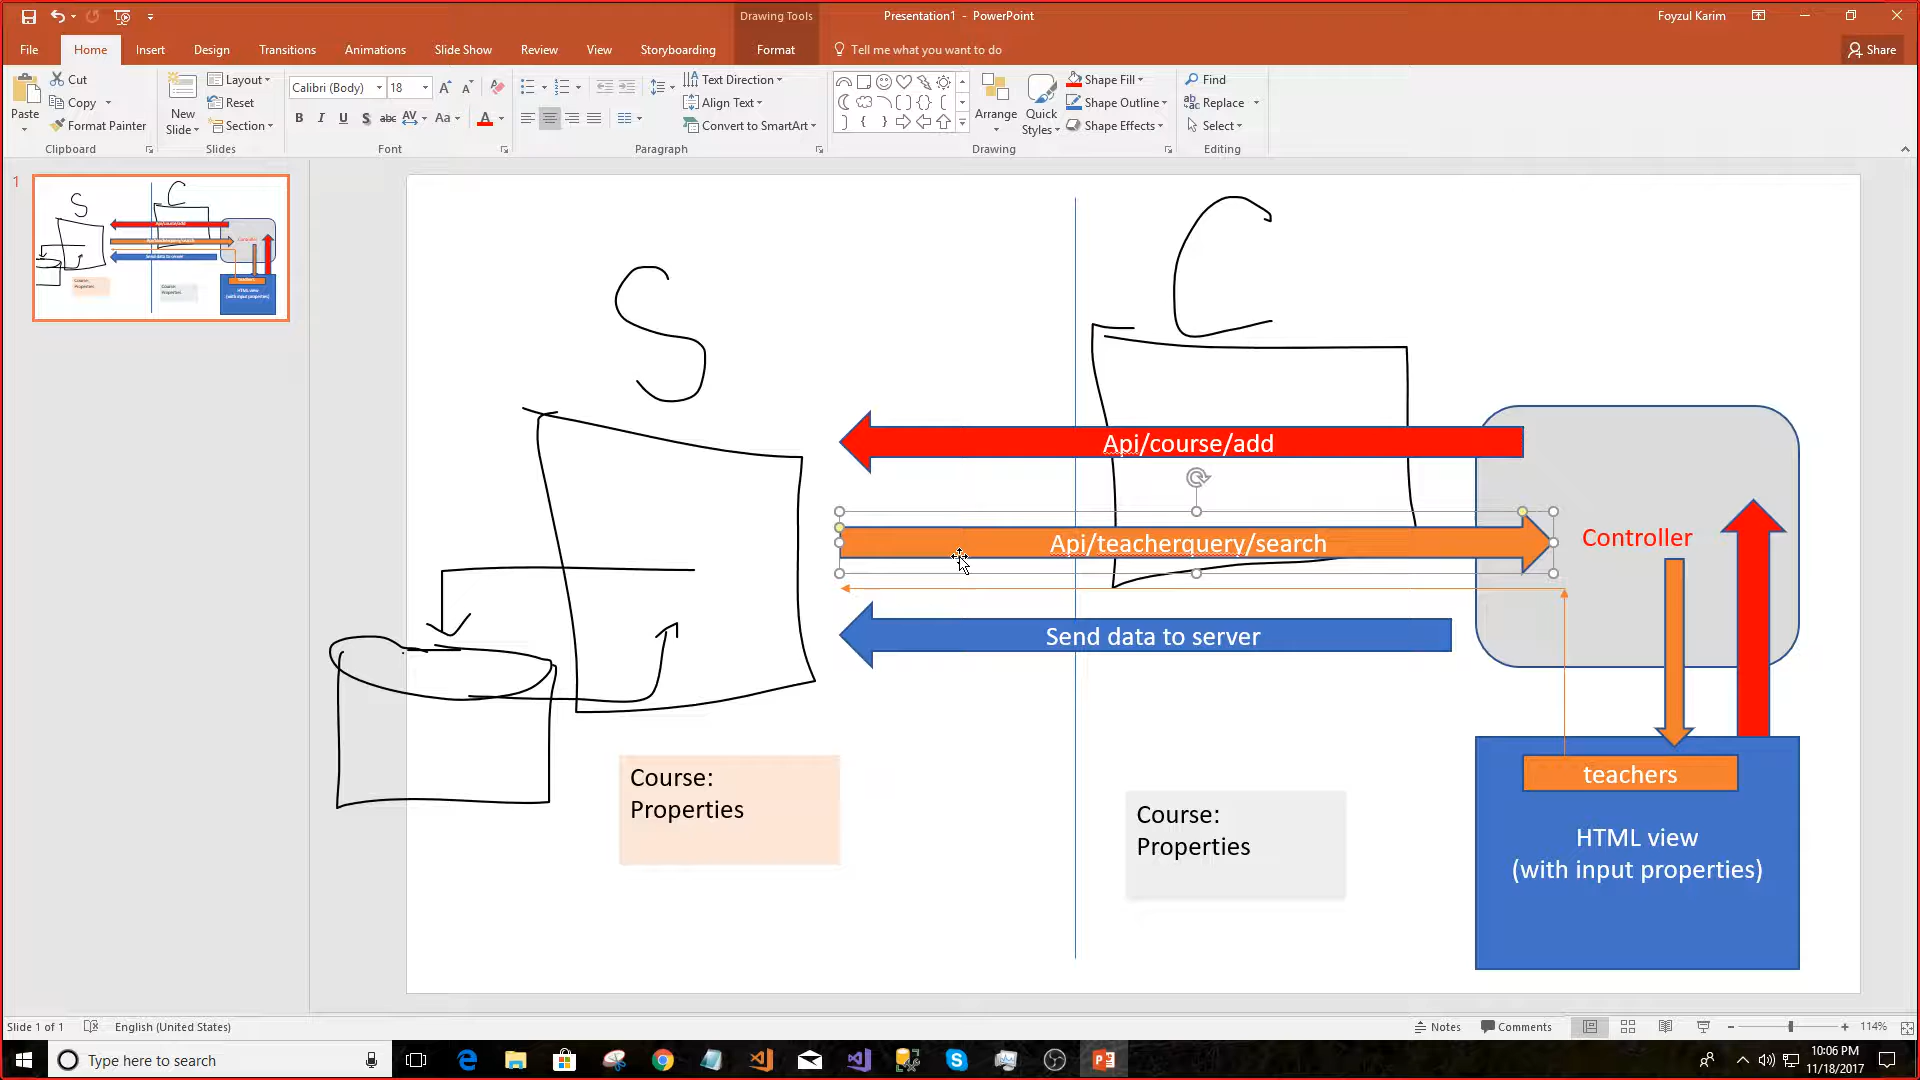 Drawing Tools
Presentation1 - PowerPoint
Foyzul Karim
File
Home
Insert
Design
Transitions
Animations
Slide Show
Review
View
Storyboarding
Format
Tell me what you want to do
Share
Paste
Cut
Copy
Format Painter
Clipboard
New Slide
Layout
Reset
Section
Slides
Calibri (Body)
18
B I U S abc AV Aa A
Font
Text Direction
Align Text
Convert to SmartArt
Paragraph
Arrange
Quick Styles
Shape Fill
Shape Outline
Shape Effects
Drawing
Find
Replace
Select
Editing
1
S
C
Api/course/add
Api/teacherquery/search
Send data to server
Controller
teachers
HTML view
(with input properties)
Course:
Properties
Course:
Properties
Slide 1 of 1
English (United States)
Notes
Comments
114%
Type here to search
10:06 PM
11/18/2017